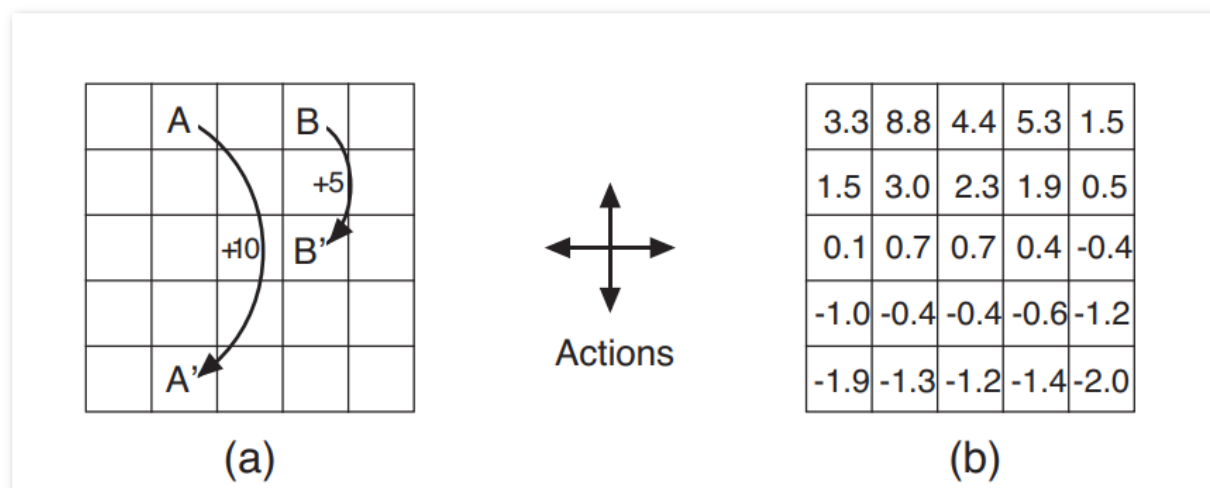 A B
+5
+10 B’
A’
Actions
(a)
3.3 8.8 4.4 5.3 1.5
1.5 3.0 2.3 1.9 0.5
0.1 0.7 0.7 0.4 -0.4
-1.0 -0.4 -0.4 -0.6 -1.2
-1.9 -1.3 -1.2 -1.4 -2.0
(b)